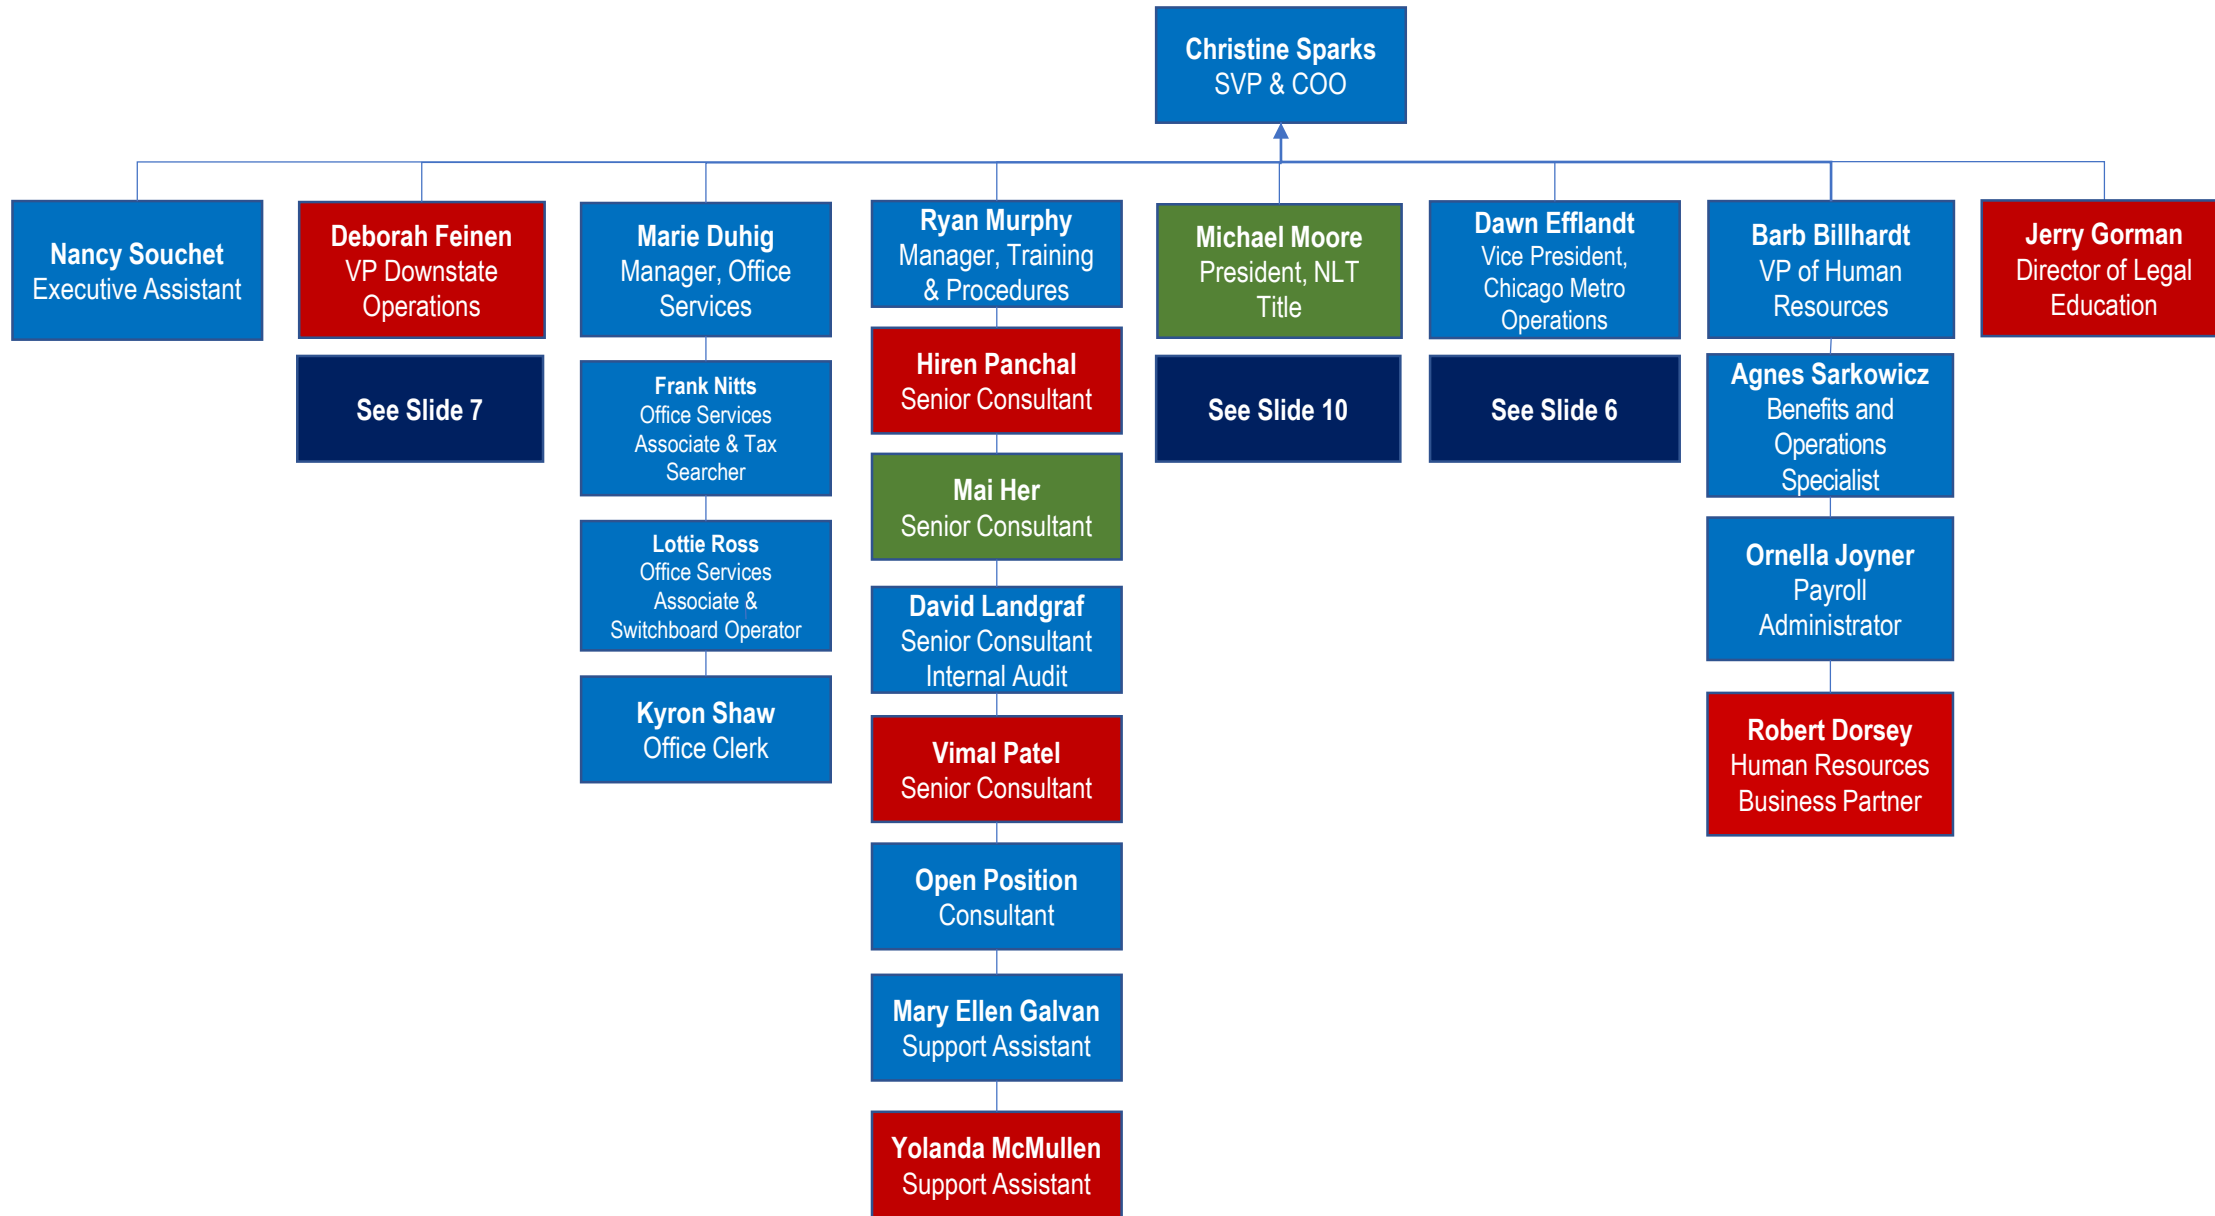 Christine Sparks
SVP & COO
Nancy Souchet
Executive Assistant
Deborah Feinen
VP Downstate
Operations
See Slide 7
Marie Duhig
Manager, Office
Services
Frank Nitts
Office Services
Associate & Tax
Searcher
Lottie Ross
Office Services
Associate &
Switchboard Operator
Kyron Shaw
Office Clerk
Ryan Murphy
Manager, Training
& Procedures
Hiren Panchal
Senior Consultant
Mai Her
Senior Consultant
David Landgraf
Senior Consultant
Internal Audit
Vimal Patel
Senior Consultant
Open Position
Consultant
Mary Ellen Galvan
Support Assistant
Yolanda McMullen
Support Assistant
Michael Moore
President, NLT
Title
See Slide 10
Dawn Efflandt
Vice President,
Chicago Metro
Operations
See Slide 6
Barb Billhardt
VP of Human
Resources
Agnes Sarkowicz
Benefits and
Operations
Specialist
Ornella Joyner
Payroll
Administrator
Robert Dorsey
Human Resources
Business Partner
Jerry Gorman
Director of Legal
Education